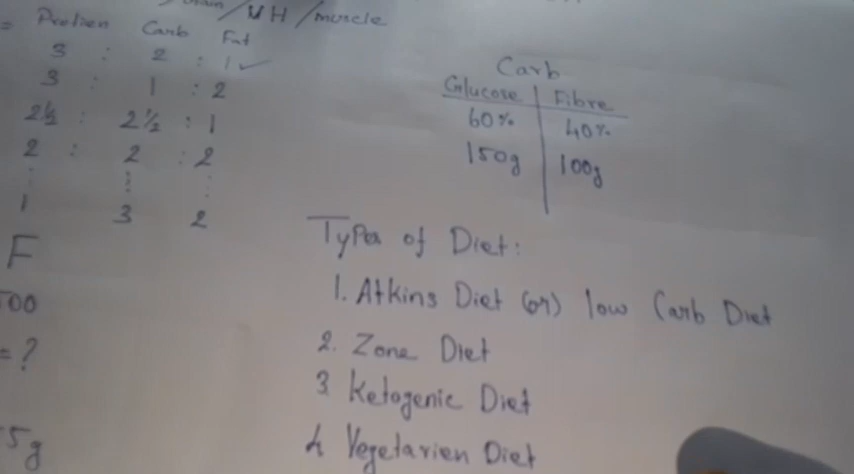 / UH / muscle
= Protien Carb Fat
3 : 2 : 1 ✓
3 : 1 : 2
2½ : 2½ : 1
2 : 2 : 2
: : :
1 3 2
F
500
= ?
5g
Carb
Glucose | Fibre
60% | 40%
150g | 100g
Types of Diet:
1. Atkins Diet (or) low Carb Diet
2. Zone Diet
3 Ketogenic Diet
4 Vegetarien Diet